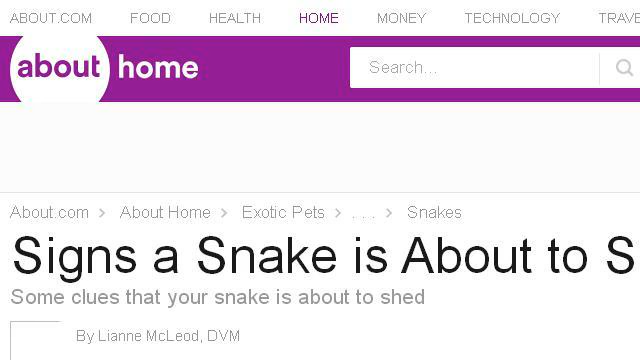 ABOUT.COM FOOD HEALTH HOME MONEY TECHNOLOGY TRAVE
about home Search...
About.com > About Home > Exotic Pets > . . . > Snakes
Signs a Snake is About to S
Some clues that your snake is about to shed
By Lianne McLeod, DVM